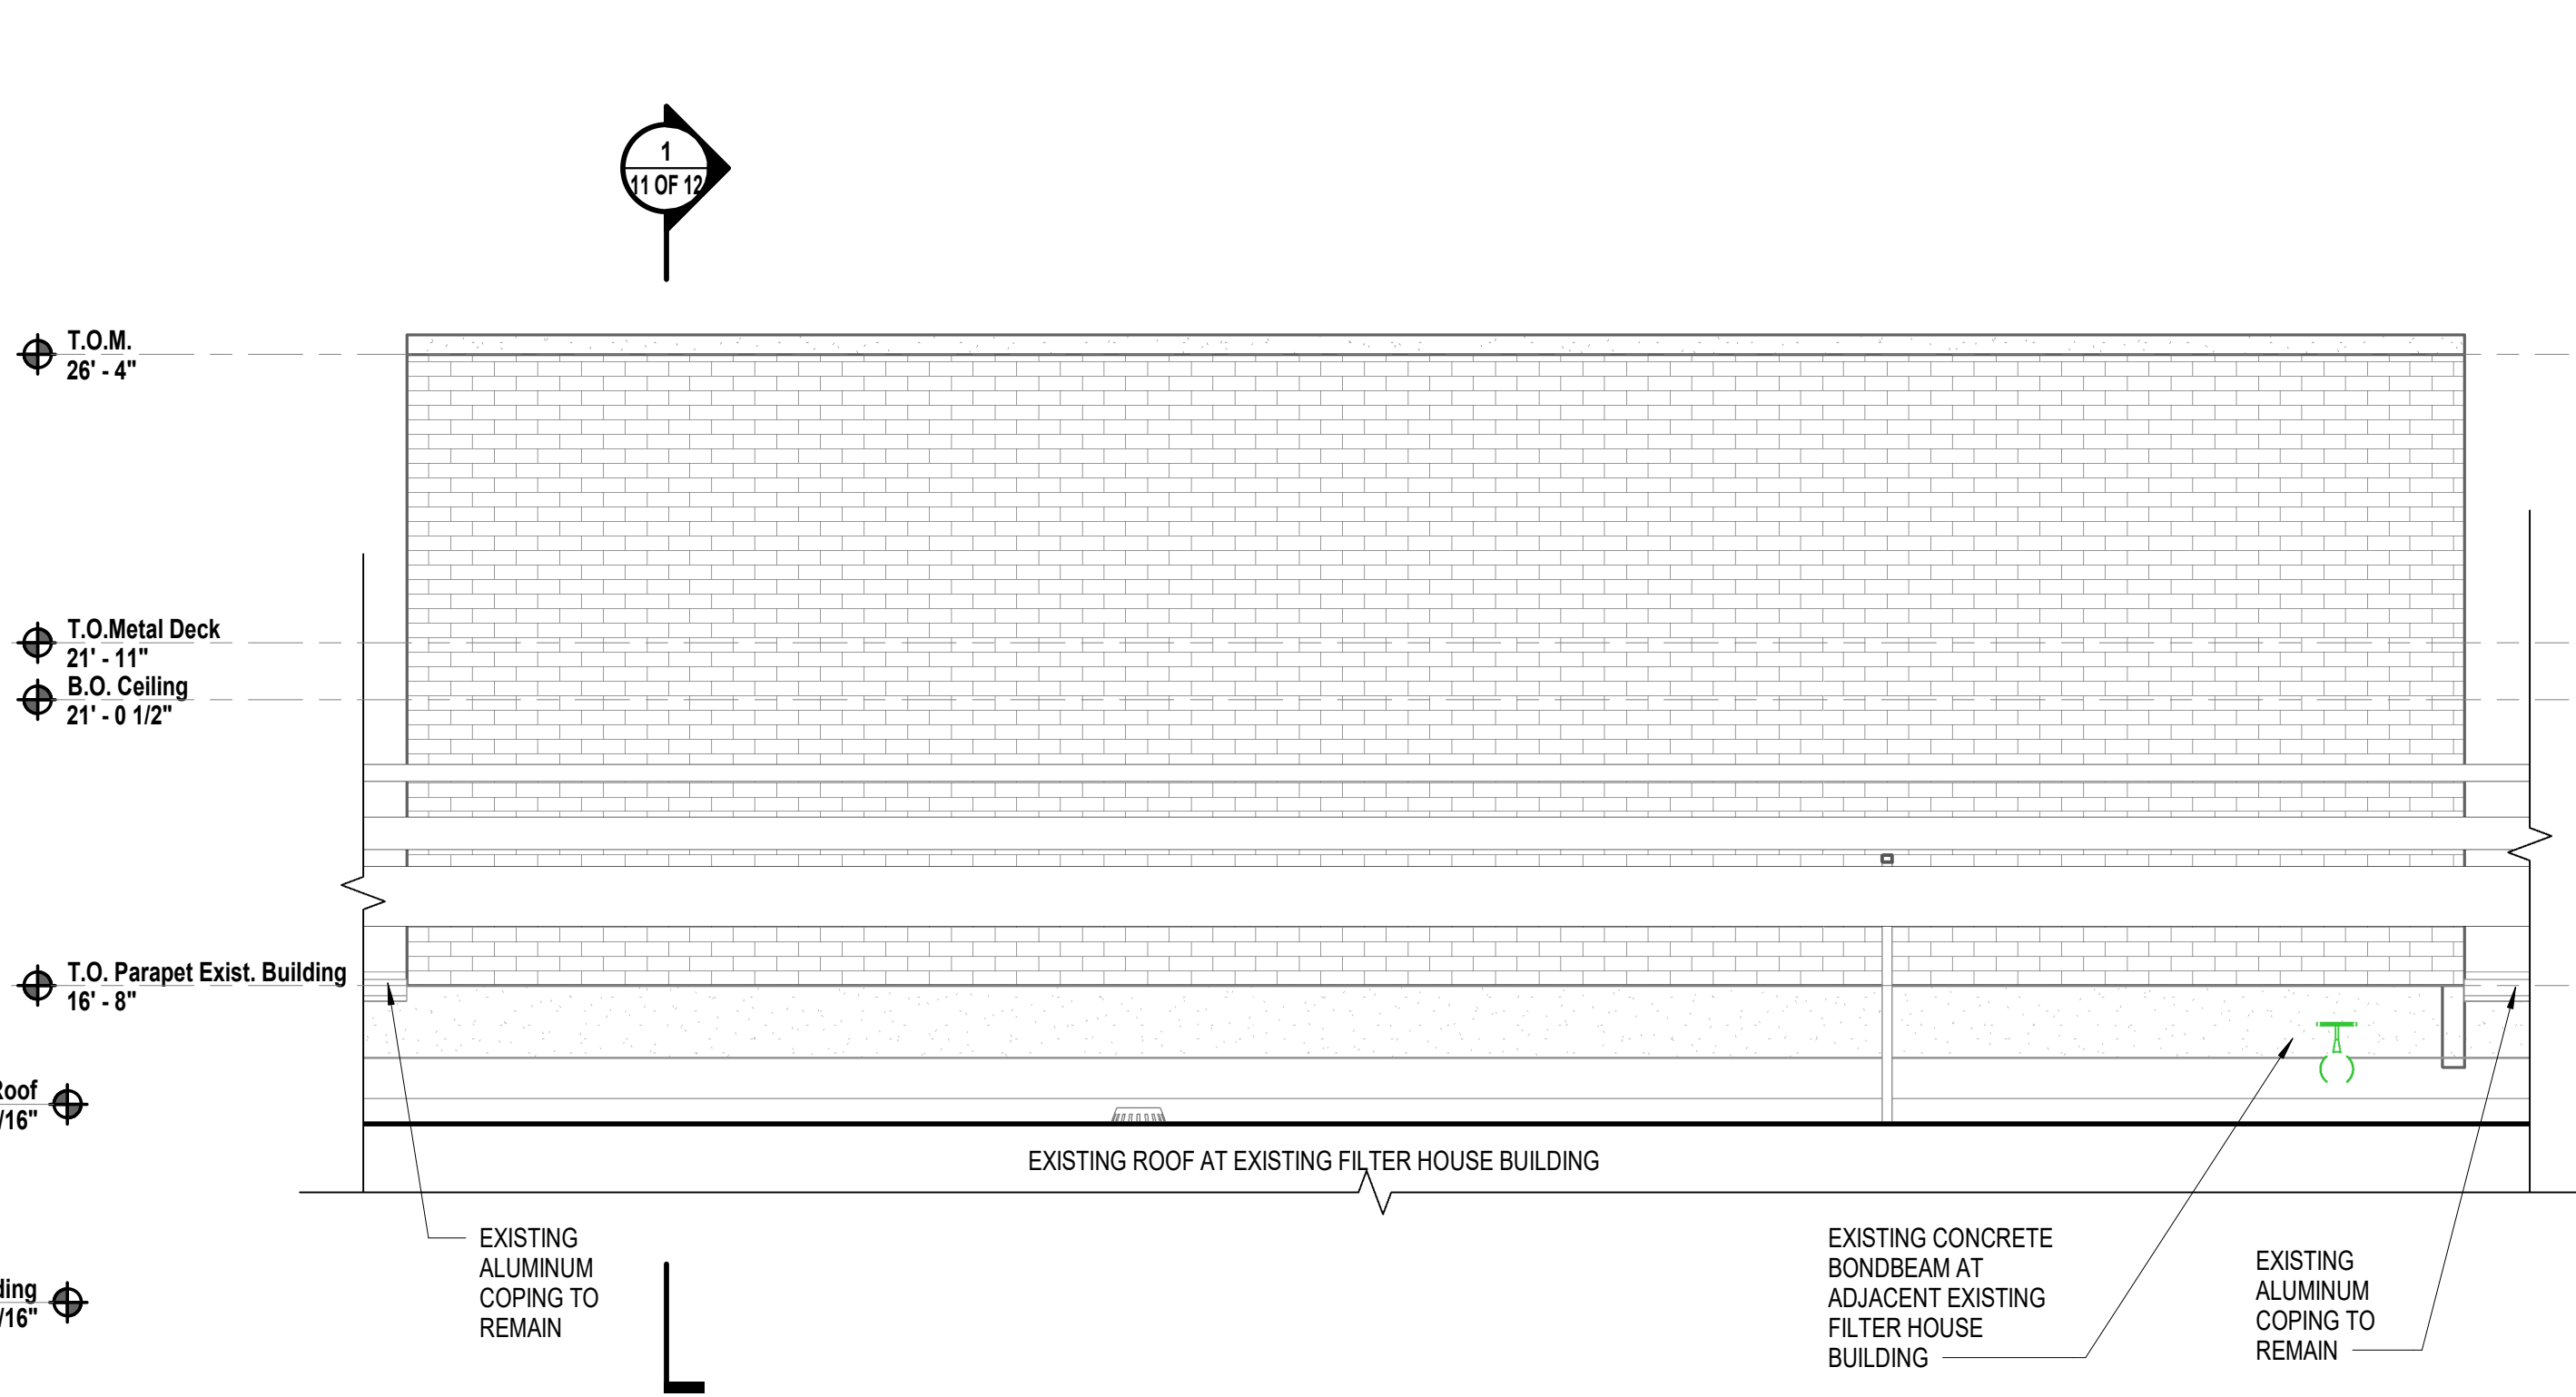 1
11 OF 12
T.O.M.
26' - 4"
T.O.Metal Deck
21' - 11"
B.O. Ceiling
21' - 0 1/2"
T.O. Parapet Exist. Building
16' - 8"
Roof
/16"
EXISTING ROOF AT EXISTING FILTER HOUSE BUILDING
ding
/16"
EXISTING
ALUMINUM
COPING TO
REMAIN
EXISTING CONCRETE
BONDBEAM AT
ADJACENT EXISTING
FILTER HOUSE
BUILDING
EXISTING
ALUMINUM
COPING TO
REMAIN